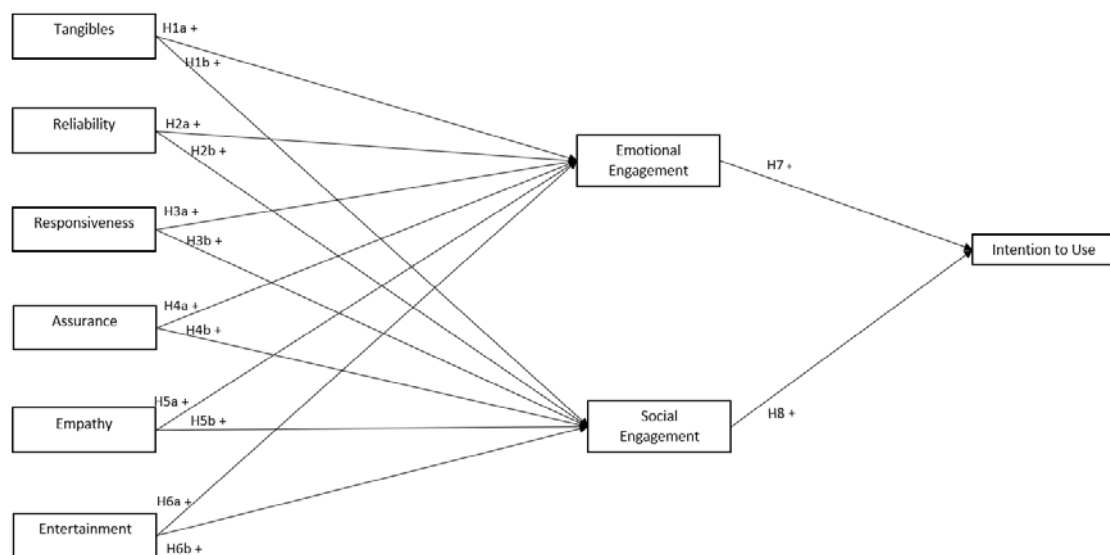 Tangibles
H1a +
H1b +
Reliability
H2a +
H2b +
Responsiveness
H3a +
H3b +
Assurance
H4a +
H4b +
Empathy
H5a +
H5b +
Entertainment
H6a +
H6b +
Emotional
Engagement
H7 +
Social
Engagement
H8 +
Intention to Use